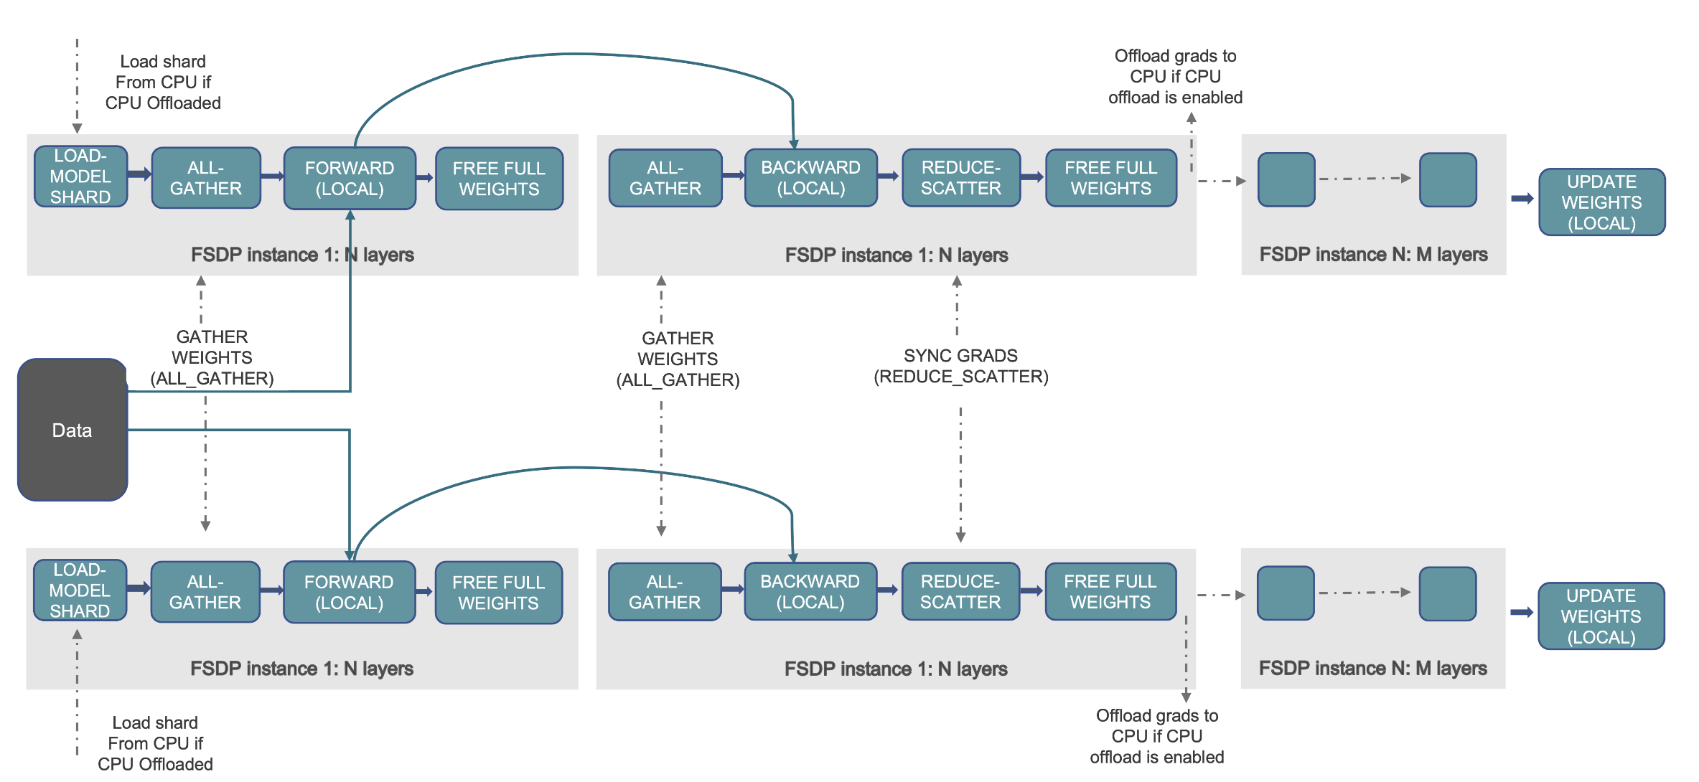 Load shard
From CPU if
CPU Offloaded
Offload grads to
CPU if CPU
offload is enabled
LOAD-
MODEL
SHARD
ALL-
GATHER
FORWARD
(LOCAL)
FREE FULL
WEIGHTS
FSDP instance 1: N layers
ALL-
GATHER
BACKWARD
(LOCAL)
REDUCE-
SCATTER
FREE FULL
WEIGHTS
FSDP instance 1: N layers
FSDP instance N: M layers
UPDATE
WEIGHTS
(LOCAL)
GATHER
WEIGHTS
(ALL_GATHER)
GATHER
WEIGHTS
(ALL_GATHER)
SYNC GRADS
(REDUCE_SCATTER)
Data
LOAD-
MODEL
SHARD
ALL-
GATHER
FORWARD
(LOCAL)
FREE FULL
WEIGHTS
FSDP instance 1: N layers
ALL-
GATHER
BACKWARD
(LOCAL)
REDUCE-
SCATTER
FREE FULL
WEIGHTS
FSDP instance 1: N layers
FSDP instance N: M layers
UPDATE
WEIGHTS
(LOCAL)
Load shard
From CPU if
CPU Offloaded
Offload grads to
CPU if CPU
offload is enabled